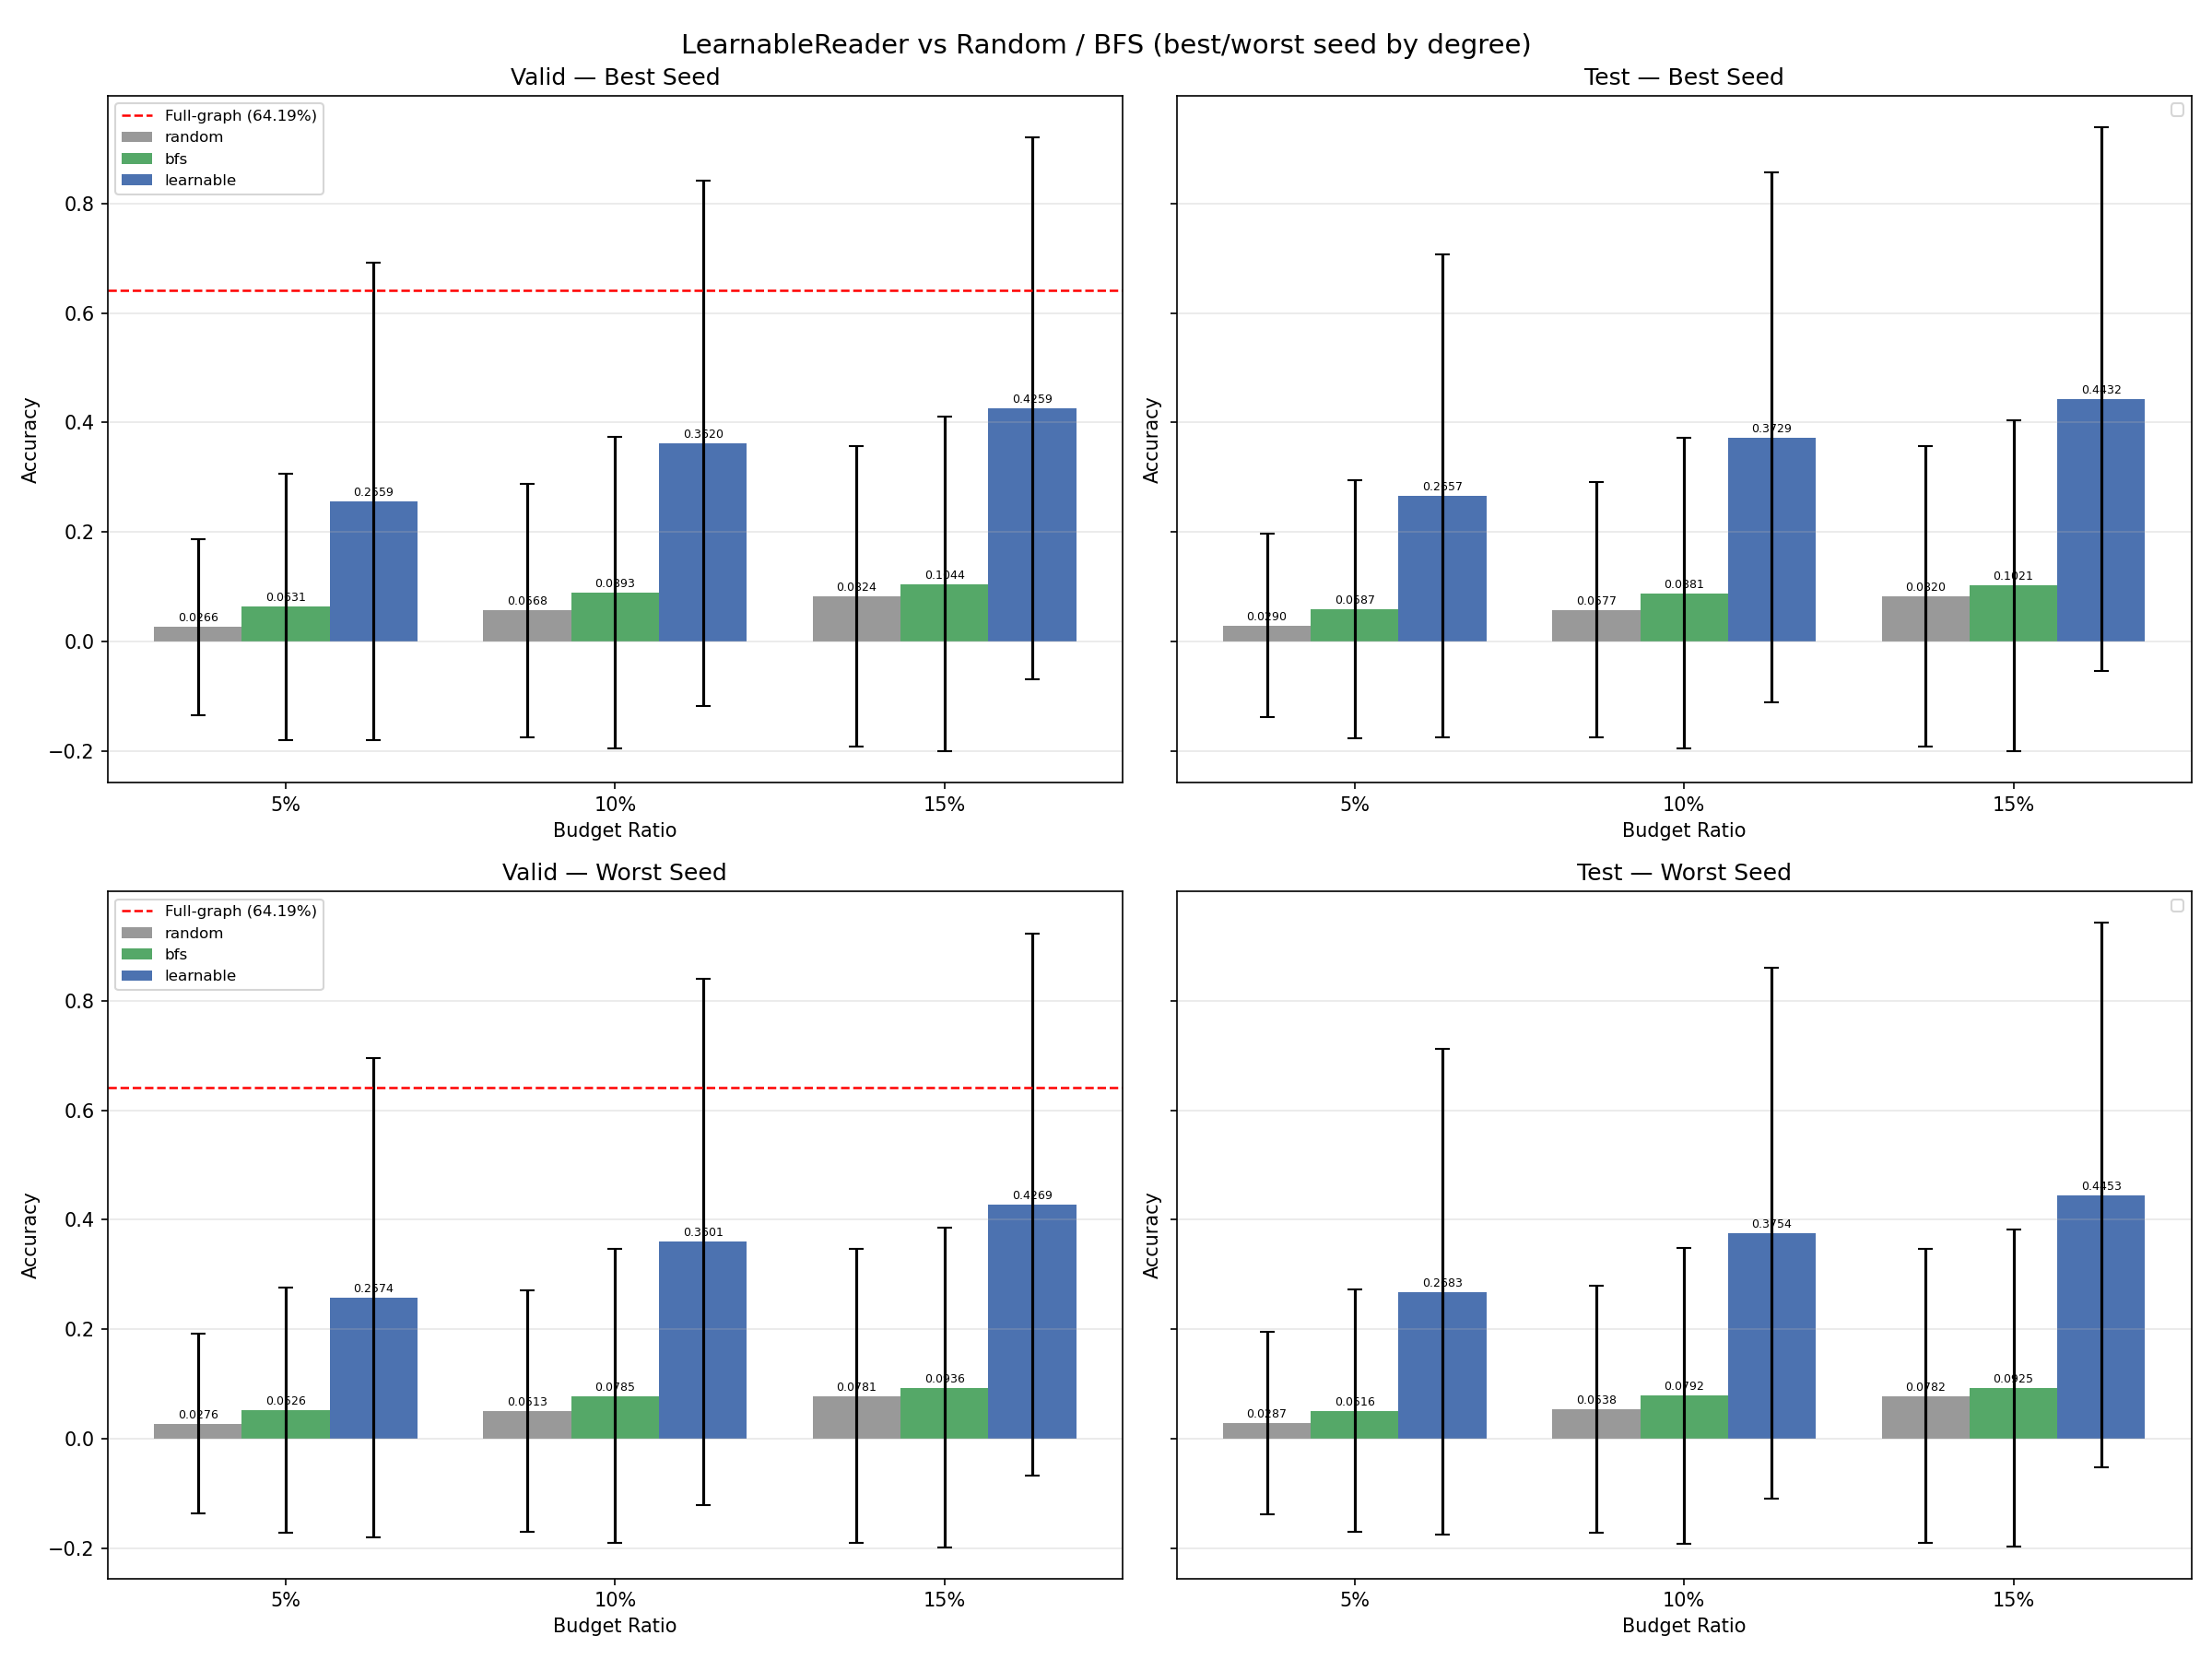 LearnableReader vs Random / BFS (best/worst seed by degree)
Valid — Best Seed
Full-graph (64.19%)
random
bfs
learnable
Accuracy
0.8
0.6
0.4
0.2
0.0
−0.2
0.0266
0.0631
0.2559
0.0568
0.0893
0.3620
0.0824
0.1044
0.4259
5%
10%
15%
Budget Ratio
Test — Best Seed
Accuracy
0.0290
0.0587
0.2657
0.0577
0.0881
0.3729
0.0820
0.1021
0.4432
5%
10%
15%
Budget Ratio
Valid — Worst Seed
Full-graph (64.19%)
random
bfs
learnable
Accuracy
0.8
0.6
0.4
0.2
0.0
−0.2
0.0276
0.0526
0.2574
0.0513
0.0785
0.3601
0.0781
0.0936
0.4269
5%
10%
15%
Budget Ratio
Test — Worst Seed
Accuracy
0.0287
0.0516
0.2683
0.0538
0.0792
0.3754
0.0782
0.0925
0.4453
5%
10%
15%
Budget Ratio